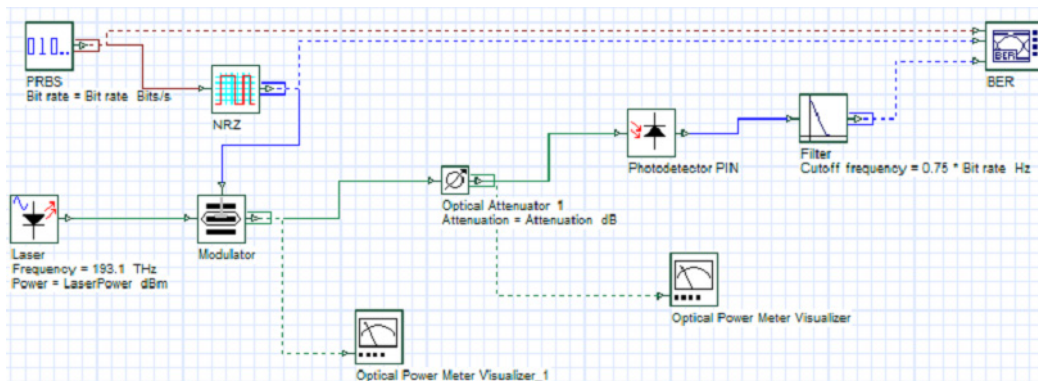 010..
PRBS
Bit rate = Bit rate Bits/s
NRZ
BER
BER
Photodetector PIN
Filter
Cutoff frequency = 0.75 * Bit rate Hz
Optical Attenuator 1
Attenuation = Attenuation dB
Laser
Frequency = 193.1 THz
Power = LaserPower dBm
Modulator
Optical Power Meter Visualizer
Optical Power Meter Visualizer_1